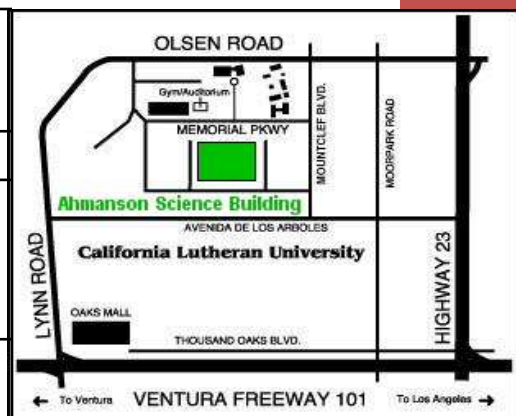 OLSEN ROAD
Gym/Auditorium
MEMORIAL PKWY
MOUNTCLEF BLVD.
MOORPARK ROAD
Ahmanson Science Building
AVENIDA DE LOS ARBOLES
California Lutheran University
LYNN ROAD
HIGHWAY 23
OAKS MALL
THOUSAND OAKS BLVD.
← To Ventura VENTURA FREEWAY 101 To Los Angeles →